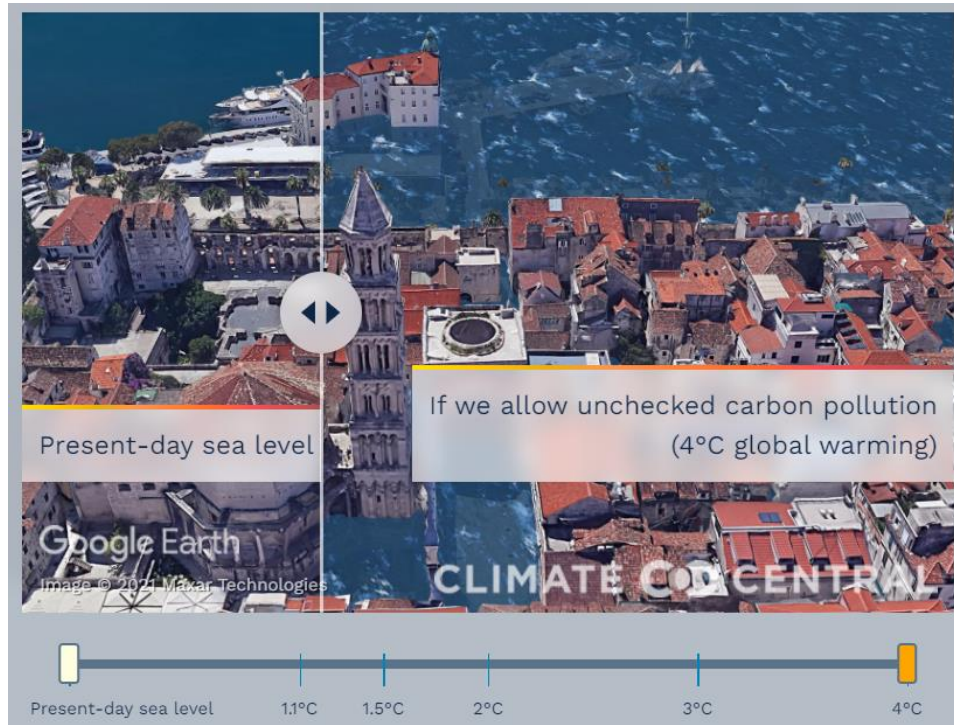 Present-day sea level
If we allow unchecked carbon pollution
(4°C global warming)
Google Earth
Image © 2021 Maxar Technologies
CLIMATE CENTRAL
Present-day sea level
1.1°C
1.5°C
2°C
3°C
4°C